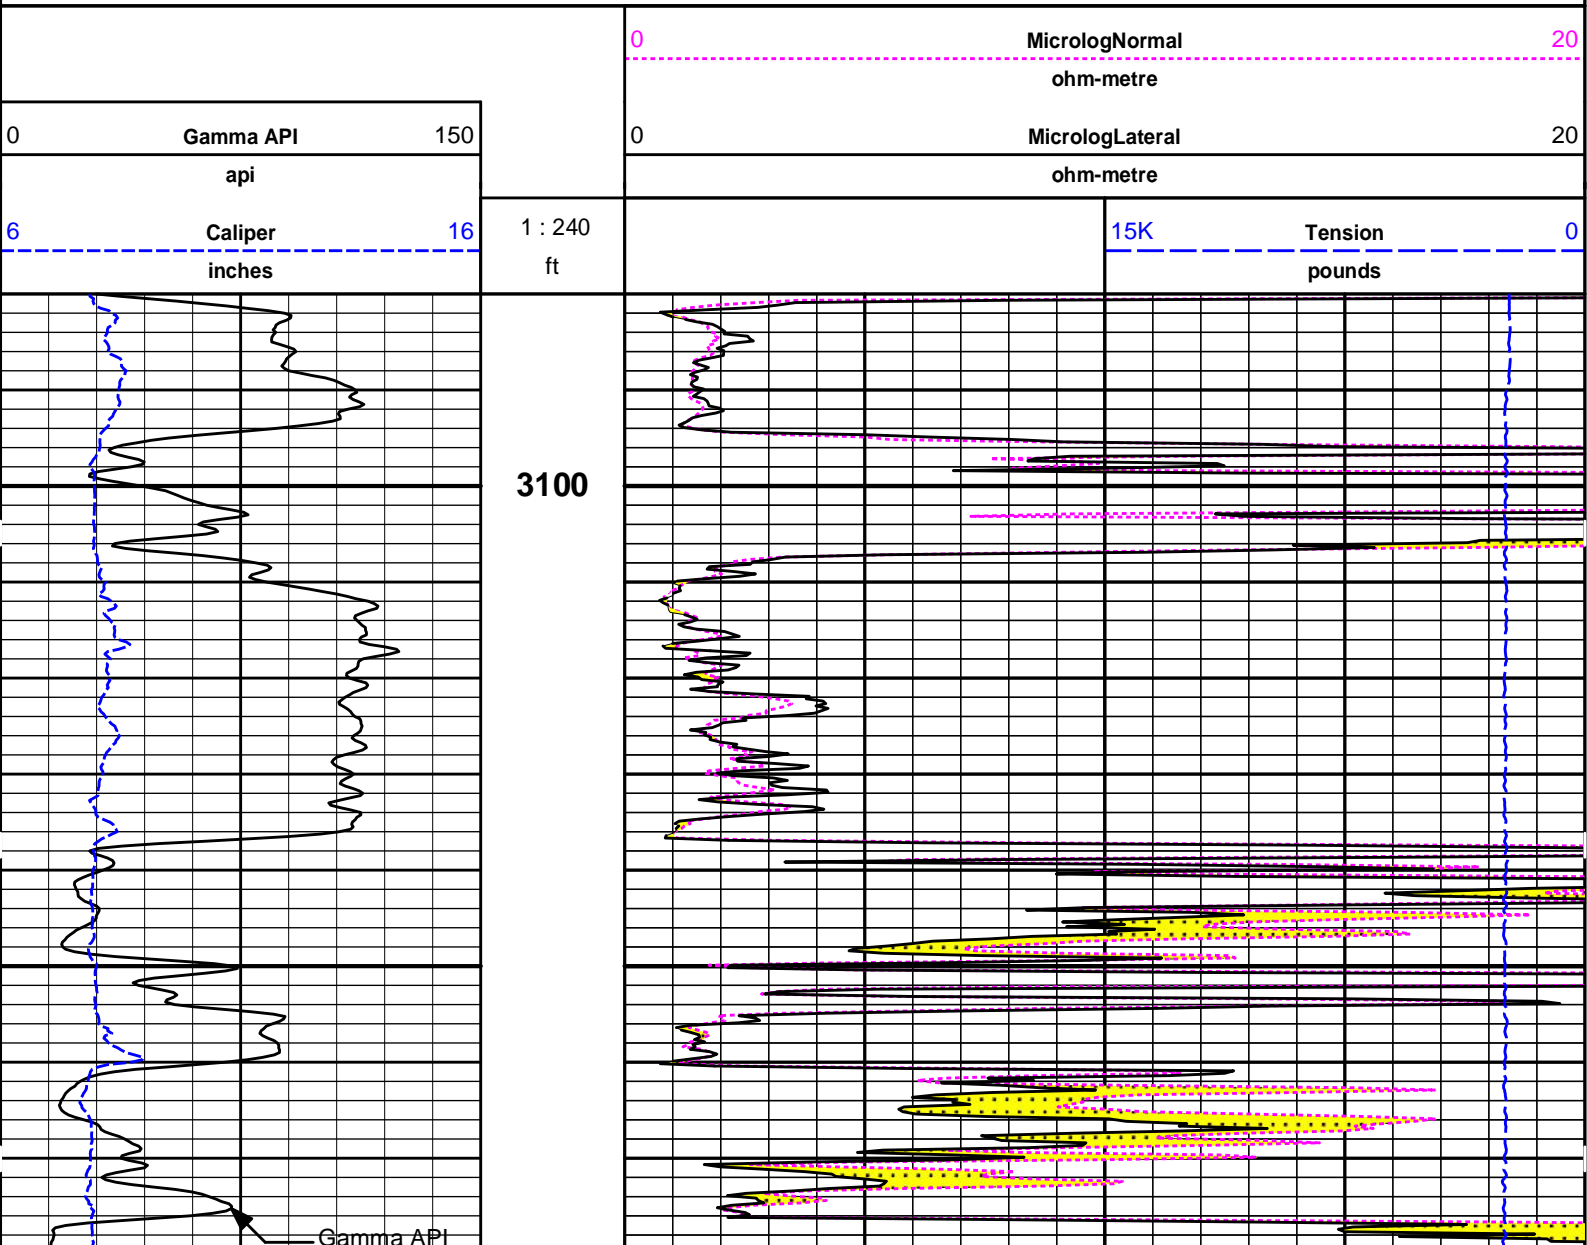 0 MicrologNormal 20
ohm-metre
0 Gamma API 150
0 MicrologLateral 20
api
ohm-metre
6 Caliper 16
1 : 240
15K Tension 0
inches
ft
pounds
3100
Gamma API